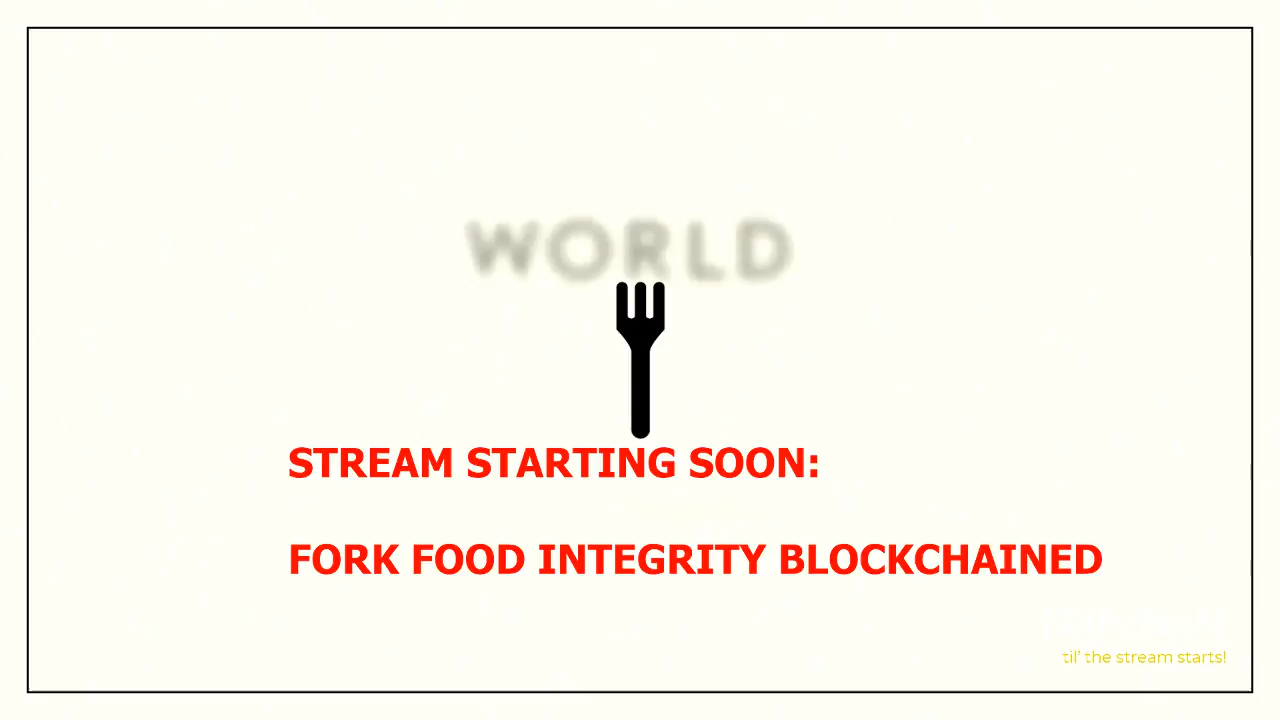 WORLD
STREAM STARTING SOON:
FORK FOOD INTEGRITY BLOCKCHAINED
til' the stream starts!